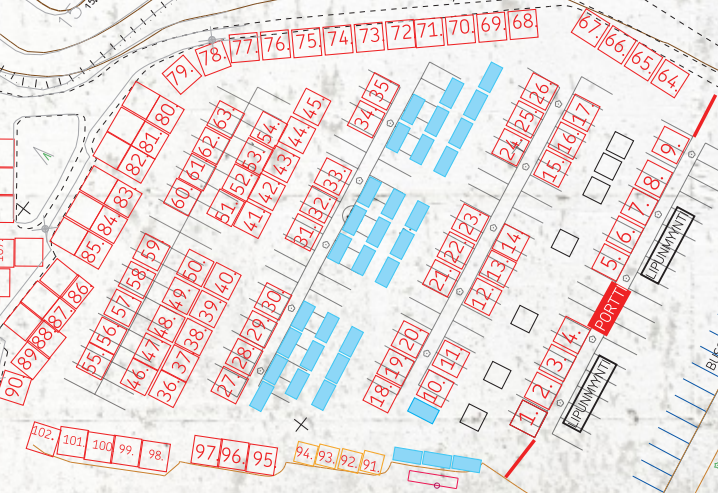 77. 76. 75. 74. 73 72. 71. 70. 69. 68.
67. 66. 65. 64.
79. 78.
80. 81. 82.
83 84. 85.
86 87. 88 89. 90.
63. 62. 61. 60.
54. 53. 52. 51.
45. 44. 43. 42. 41.
35 34.
33. 32. 31.
26. 25. 24.
17. 16. 15.
9. 8. 7. 6. 5.
LIPUNMYYNTI
PORTTI
59. 58. 57. 56. 55.
50. 49. 48 47. 46.
40. 39. 38. 37. 36.
30. 29. 28. 27.
23. 22. 21.
14. 13. 12.
20. 19. 18.
11. 10.
4. 3. 2. 1.
LIPUNMYYNTI
102. 101. 100 99. 98.
97. 96. 95.
94. 93. 92. 91.